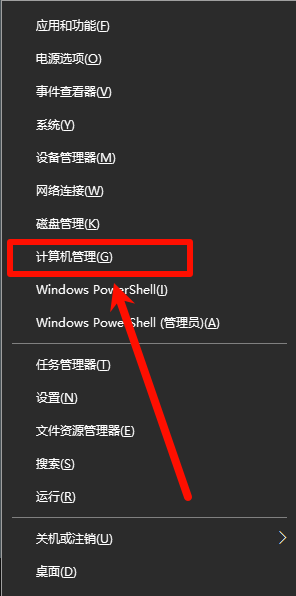 应用和功能(F)
电源选项(O)
事件查看器(V)
系统(Y)
设备管理器(M)
网络连接(W)
磁盘管理(K)
计算机管理(G)
Windows PowerShell(I)
Windows PowerShell (管理员)(A)
任务管理器(T)
设置(N)
文件资源管理器(E)
搜索(S)
运行(R)
关机或注销(U)
桌面(D)